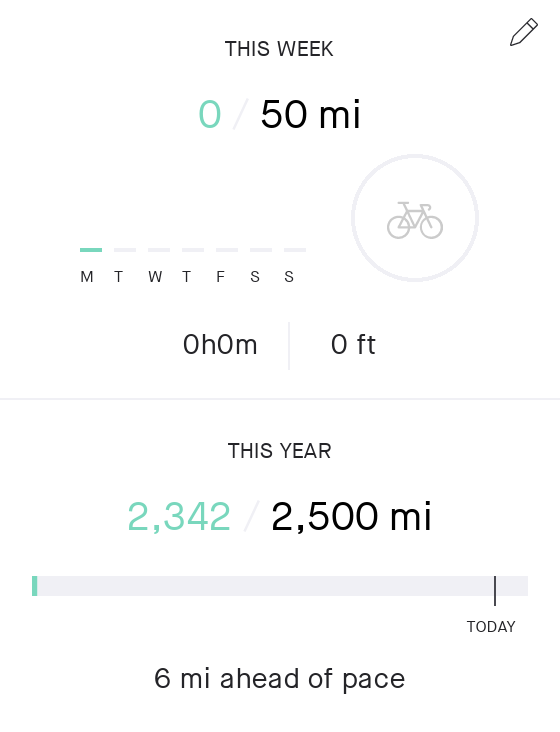 THIS WEEK
0 / 50 mi
M T W T F S S
0h0m 0 ft
THIS YEAR
2,342 / 2,500 mi
TODAY
6 mi ahead of pace